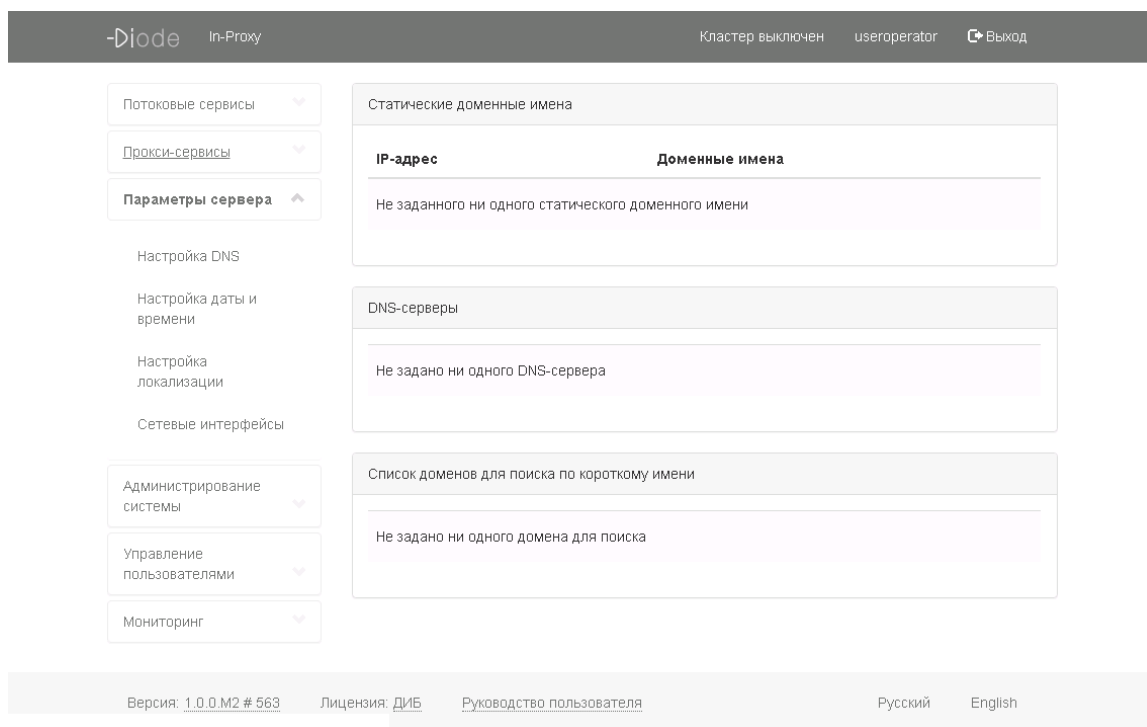 -Diode In-Proxy Кластер выключен useroperator Выход
Потоковые сервисы
Прокси-сервисы
Параметры сервера
Настройка DNS
Настройка даты и
времени
Настройка
локализации
Сетевые интерфейсы
Администрирование
системы
Управление
пользователями
Мониторинг
Статические доменные имена
IP-адрес Доменные имена
Не заданного ни одного статического доменного имени
DNS-серверы
Не задано ни одного DNS-сервера
Список доменов для поиска по короткому имени
Не задано ни одного домена для поиска
Версия: 1.0.0.M2 # 563 Лицензия: ДИБ Руководство пользователя Русский English